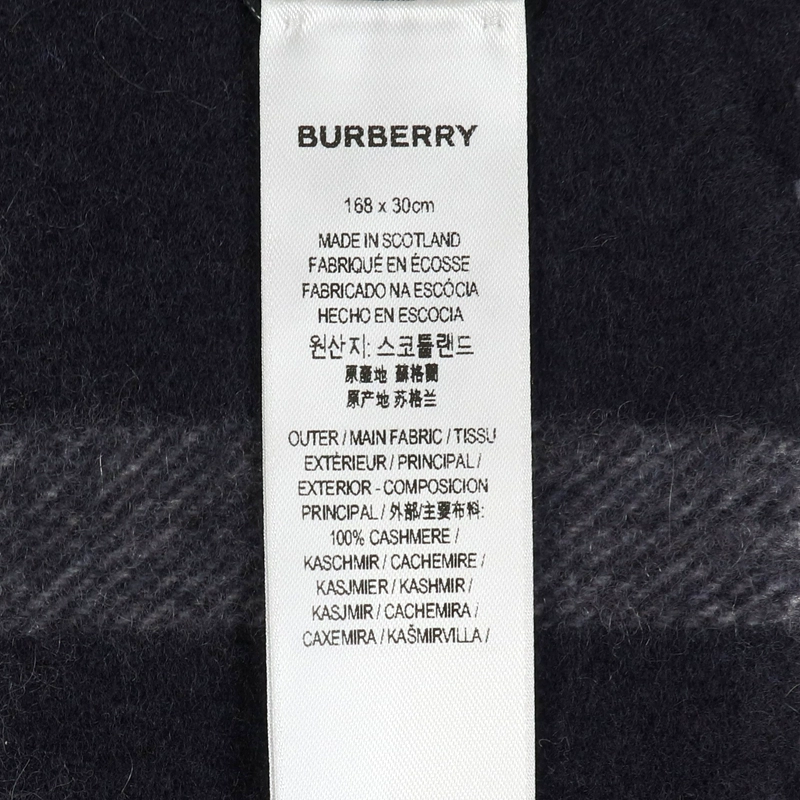 BURBERRY
168 x 30cm
MADE IN SCOTLAND
FABRIQUÉ EN ÉCOSSE
FABRICADO NA ESCÓCIA
HECHO EN ESCOCIA
원산지: 스코틀랜드
原產地 蘇格蘭
原产地 苏格兰
OUTER / MAIN FABRIC / TISSU
EXTÉRIEUR / PRINCIPAL /
EXTERIOR - COMPOSICION
PRINCIPAL / 外部/主要布料:
100% CASHMERE /
KASCHMIR / CACHEMIRE /
KASJMIER / KASHMIR /
KASJMIR / CACHEMIRA /
CAXEMIRA / KAŠMIRVILLA /